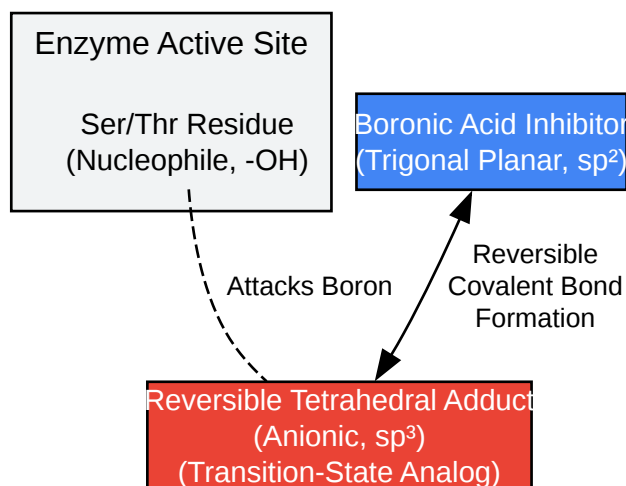 Enzyme Active Site
Ser/Thr Residue
(Nucleophile, -OH)
Boronic Acid Inhibitor
(Trigonal Planar, sp²)
Attacks Boron
Reversible
Covalent Bond
Formation
Reversible Tetrahedral Adduct
(Anionic, sp³)
(Transition-State Analog)